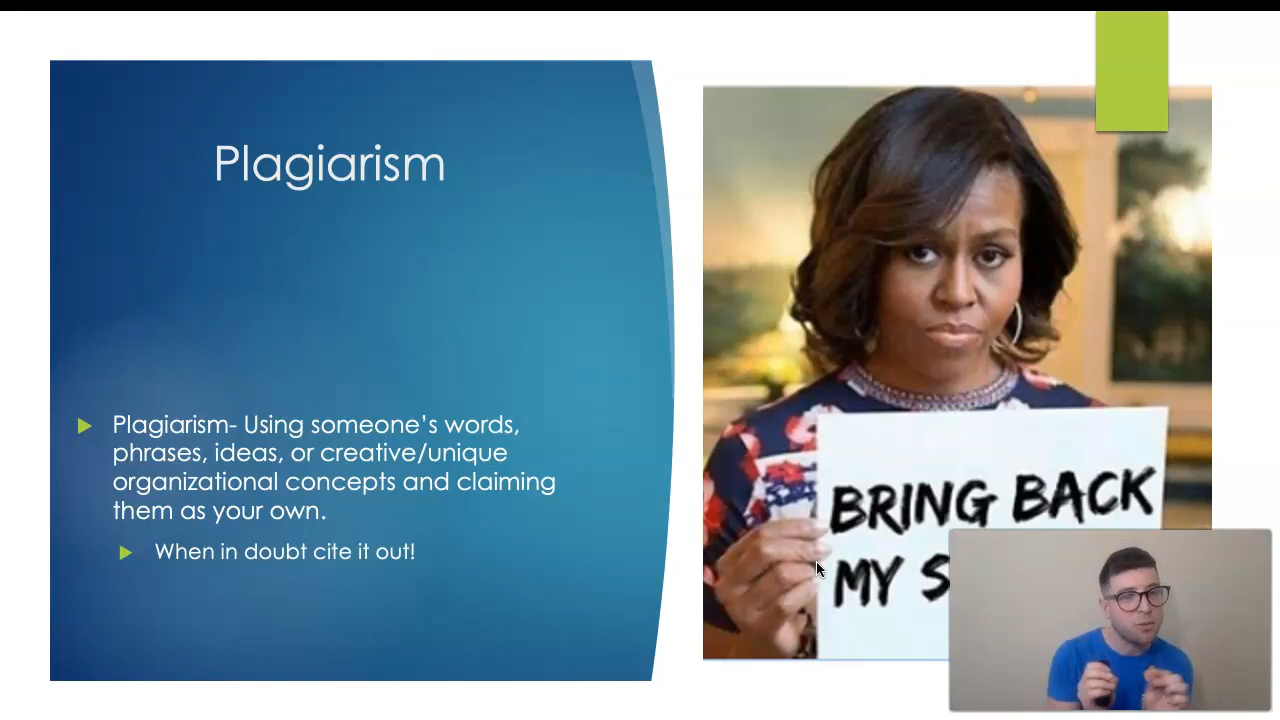 Plagiarism
Plagiarism- Using someone’s words,
phrases, ideas, or creative/unique
organizational concepts and claiming
them as your own.
When in doubt cite it out!
BRING BACK
MY S